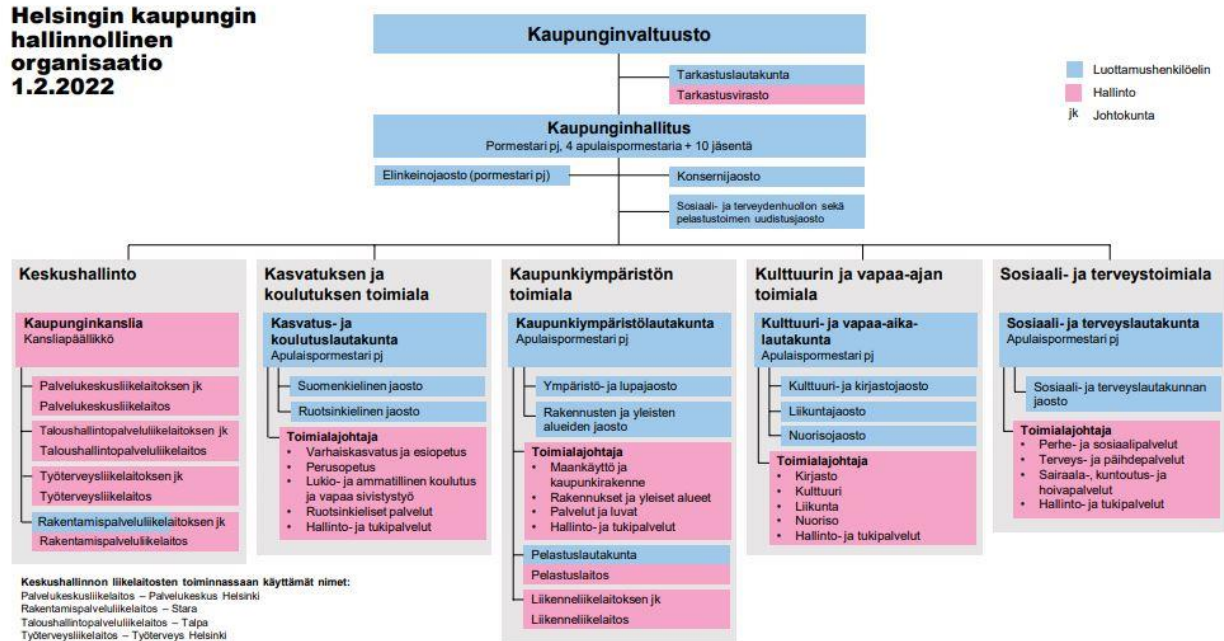 Helsingin kaupungin
hallinnollinen
organisaatio
1.2.2022
Kaupunginvaltuusto
Tarkastuslautakunta
Tarkastusvirasto
Luottamushenkilöelin
Hallinto
jk Johtokunta
Kaupunginhallitus
Pormestari pj, 4 apulaispormestaria + 10 jäsentä
Elinkeinojaosto (pormestari pj)
Konsernijaosto
Sosiaali- ja terveydenhuollon sekä
pelastustoimen uudistusjaosto
Keskushallinto
Kaupunginkanslia
Kansliapäällikkö
Palvelukeskusliikelaitoksen jk
Palvelukeskusliikelaitos
Taloushallintopalveluliikelaitoksen jk
Taloushallintopalveluliikelaitos
Työterveysliikelaitoksen jk
Työterveysliikelaitos
Rakentamispalveluliikelaitoksen jk
Rakentamispalveluliikelaitos
Kasvatuksen ja
koulutuksen toimiala
Kasvatus- ja
koulutuslautakunta
Apulaispormestari pj
Suomenkielinen jaosto
Ruotsinkielinen jaosto
Toimialajohtaja
• Varhaiskasvatus ja esiopetus
• Perusopetus
• Lukio- ja ammatillinen koulutus
ja vapaa sivistystyö
• Ruotsinkieliset palvelut
• Hallinto- ja tukipalvelut
Kaupunkiympäristön
toimiala
Kaupunkiympäristölautakunta
Apulaispormestari pj
Ympäristö- ja lupajaosto
Rakennusten ja yleisten
alueiden jaosto
Toimialajohtaja
• Maankäyttö ja
kaupunkirakenne
• Rakennukset ja yleiset alueet
• Palvelut ja luvat
• Hallinto- ja tukipalvelut
Pelastuslautakunta
Pelastuslaitos
Liikenneliikelaitoksen jk
Liikenneliikelaitos
Kulttuurin ja vapaa-ajan
toimiala
Kulttuuri- ja vapaa-aika-
lautakunta
Apulaispormestari pj
Kulttuuri- ja kirjastojaosto
Liikuntajaosto
Nuorisojaosto
Toimialajohtaja
• Kirjasto
• Kulttuuri
• Liikunta
• Nuoriso
• Hallinto- ja tukipalvelut
Sosiaali- ja terveystoimiala
Sosiaali- ja terveyslautakunta
Apulaispormestari pj
Sosiaali- ja terveyslautakunnan
jaosto
Toimialajohtaja
• Perhe- ja sosiaalipalvelut
• Terveys- ja päihdepalvelut
• Sairaala-, kuntoutus- ja
hoivapalvelut
• Hallinto- ja tukipalvelut
Keskushallinnon liikelaitosten toiminnassaan käyttämät nimet:
Palvelukeskusliikelaitos – Palvelukeskus Helsinki
Rakentamispalveluliikelaitos – Stara
Taloushallintopalveluliikelaitos – Talpa
Työterveysliikelaitos – Työterveys Helsinki